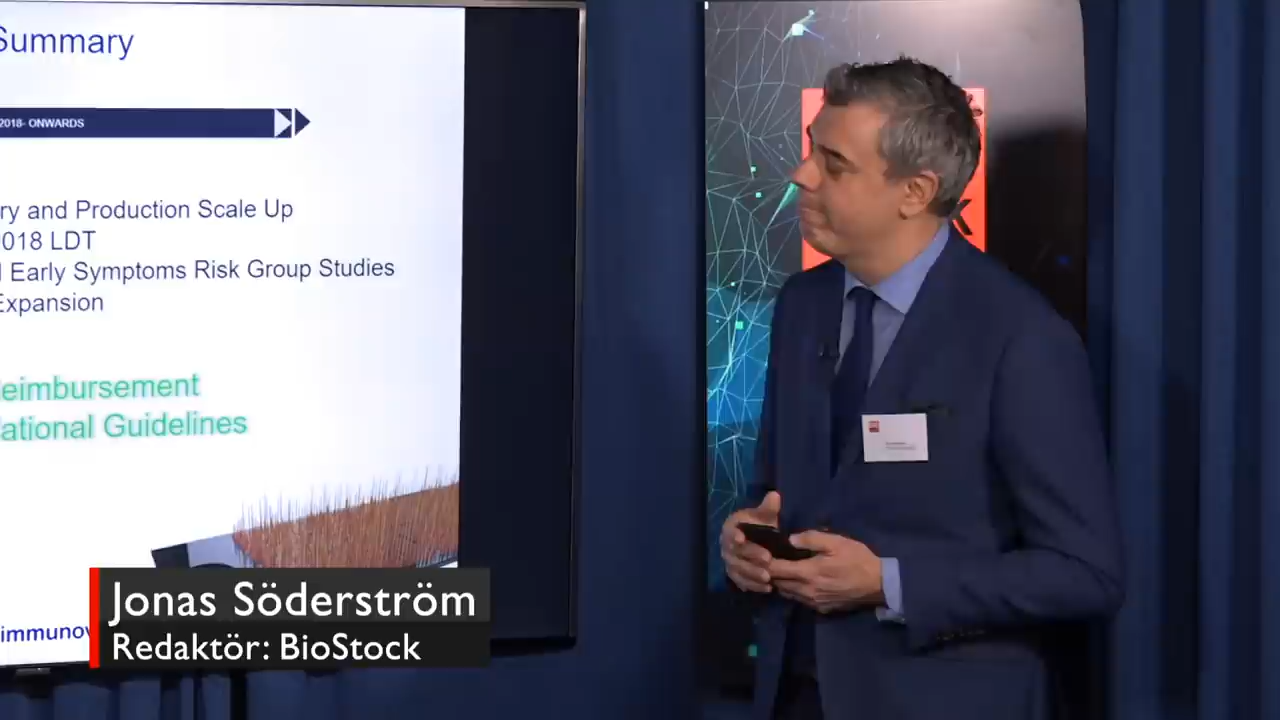 Summary
2018- ONWARDS
ry and Production Scale Up
2018 LDT
l Early Symptoms Risk Group Studies
Expansion
eimbursement
ational Guidelines
immunov
K
Jonas Söderström
Redaktör: BioStock